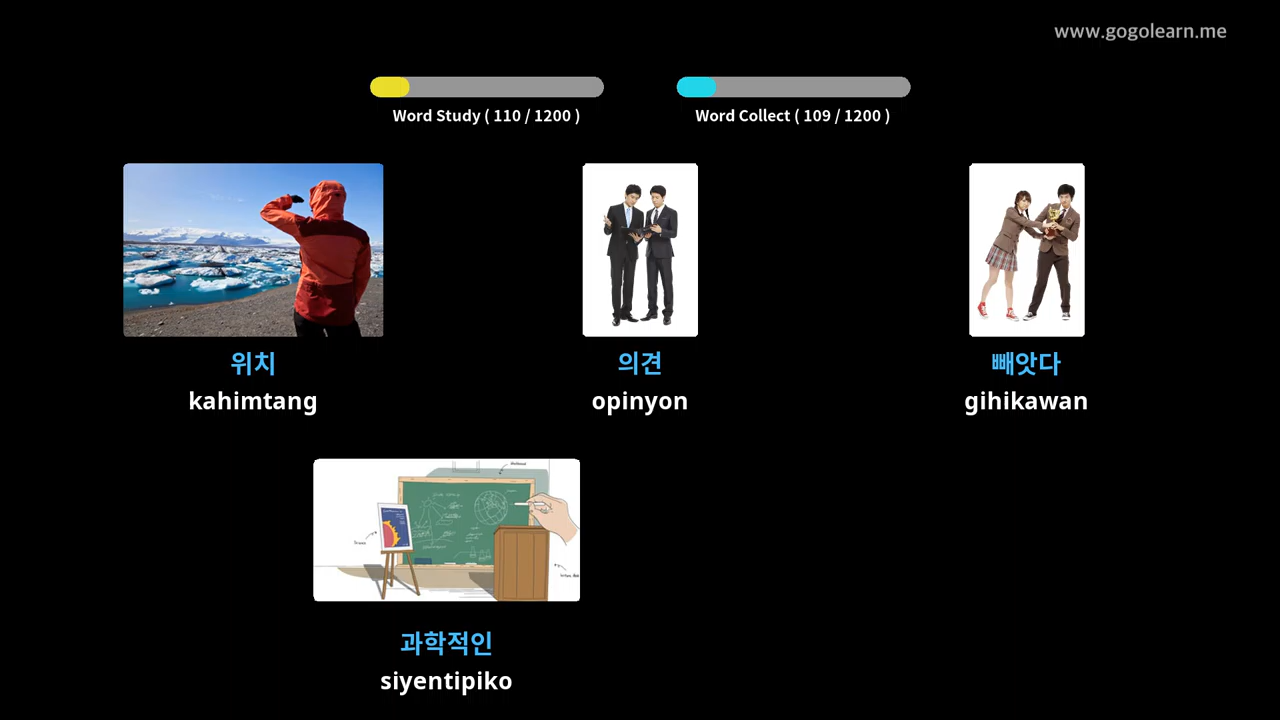 www.gogolearn.me
Word Study ( 110 / 1200 )
Word Collect ( 109 / 1200 )
위치
kahimtang
의견
opinyon
빼앗다
gihikawan
과학적인
siyentipiko